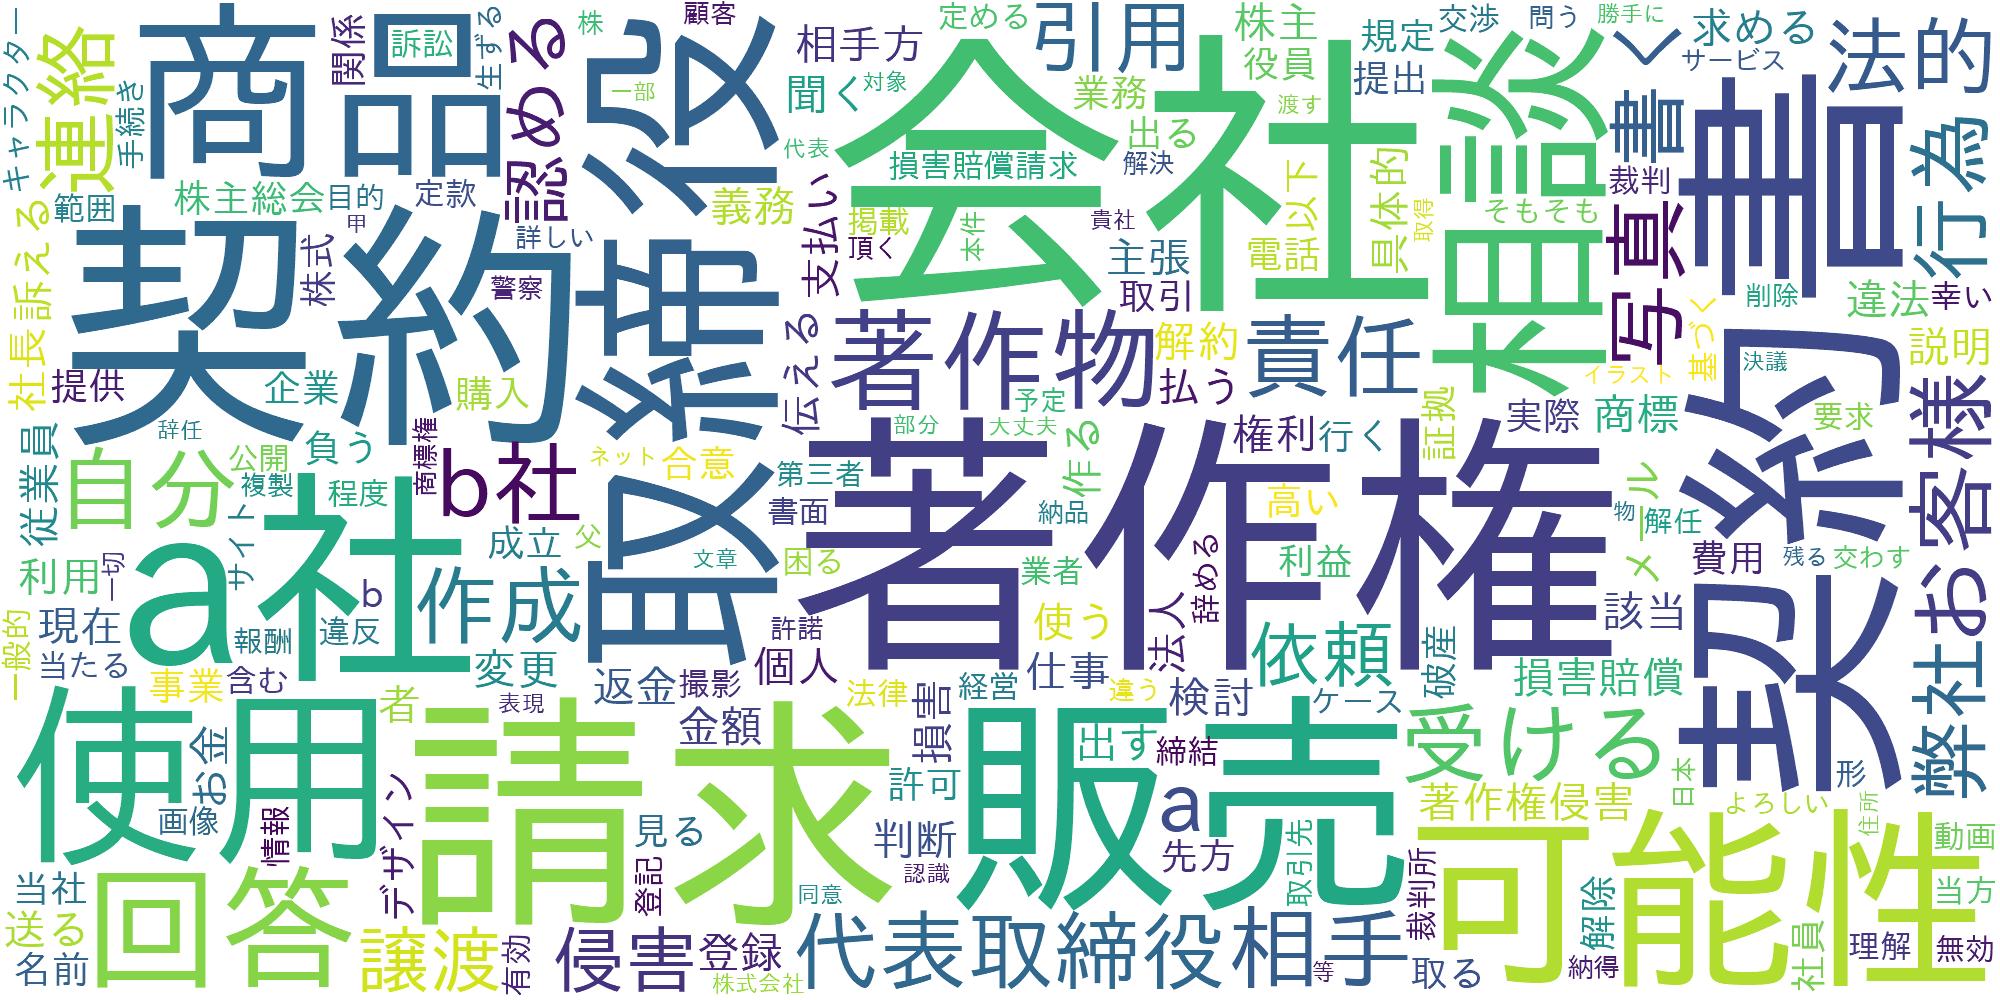 キャラクター
連絡
訴訟
商品
生ずる
関係
手続き
株
顧客
認める
取締役
一部
対象
代表
相手方
聞く
定める
引用
株主
役員
業務
出る
会社
損害賠償請求
解決
規定
提出
交渉
問う
勝手に
求める
サービス
渡す
相談
書く
法的
契約書
裁判
そもそも
写真
行為
違法
幸い
削除
説明
範囲
株主総会
目的
定款
甲
詳しい
契約
株式
警察
社長
訴える
提供
企業
購入
義務
掲載
頂く
本件
貴社
主張
取引
支払い
伝える
以下
電話
具体的
取得
著作物
解約
払う
責任
基づく
決議
イラスト
お客様
実際
商標
要求
証拠
予定
大丈夫
部分
作る
権利
行く
著作権
高い
第三者
書面
納品
合意
ネット
辞任
負う
公開
複製
程度
商標権
b社
自分
従業員
利用
一切
サイト
a社
成立
父
文章
困る
業者
利益
メール
物
解任
費用
残る
交わす
該当
辞める
法人
使う
許諾
個人
依頼
仕事
破産
損害賠償
弊社
一般的
現在
当たる
報酬
違反
b
作成
変更
返金
撮影
表現
法律
経営
違う
検討
ケース
事業
含む
者
お金
使用
画像
情報
デザイン
請求
金額
損害
見る
許可
判断
認識
出す
締結
販売
a
先方
受ける
著作権侵害
日本
よろしい
形
住所
動画
当方
可能性
当社
送る
名前
回答
譲渡
有効
侵害
登記
登録
株式会社
同意
代表取締役
取引先
相手
等
裁判所
取る
納得
解除
社員
理解
無効